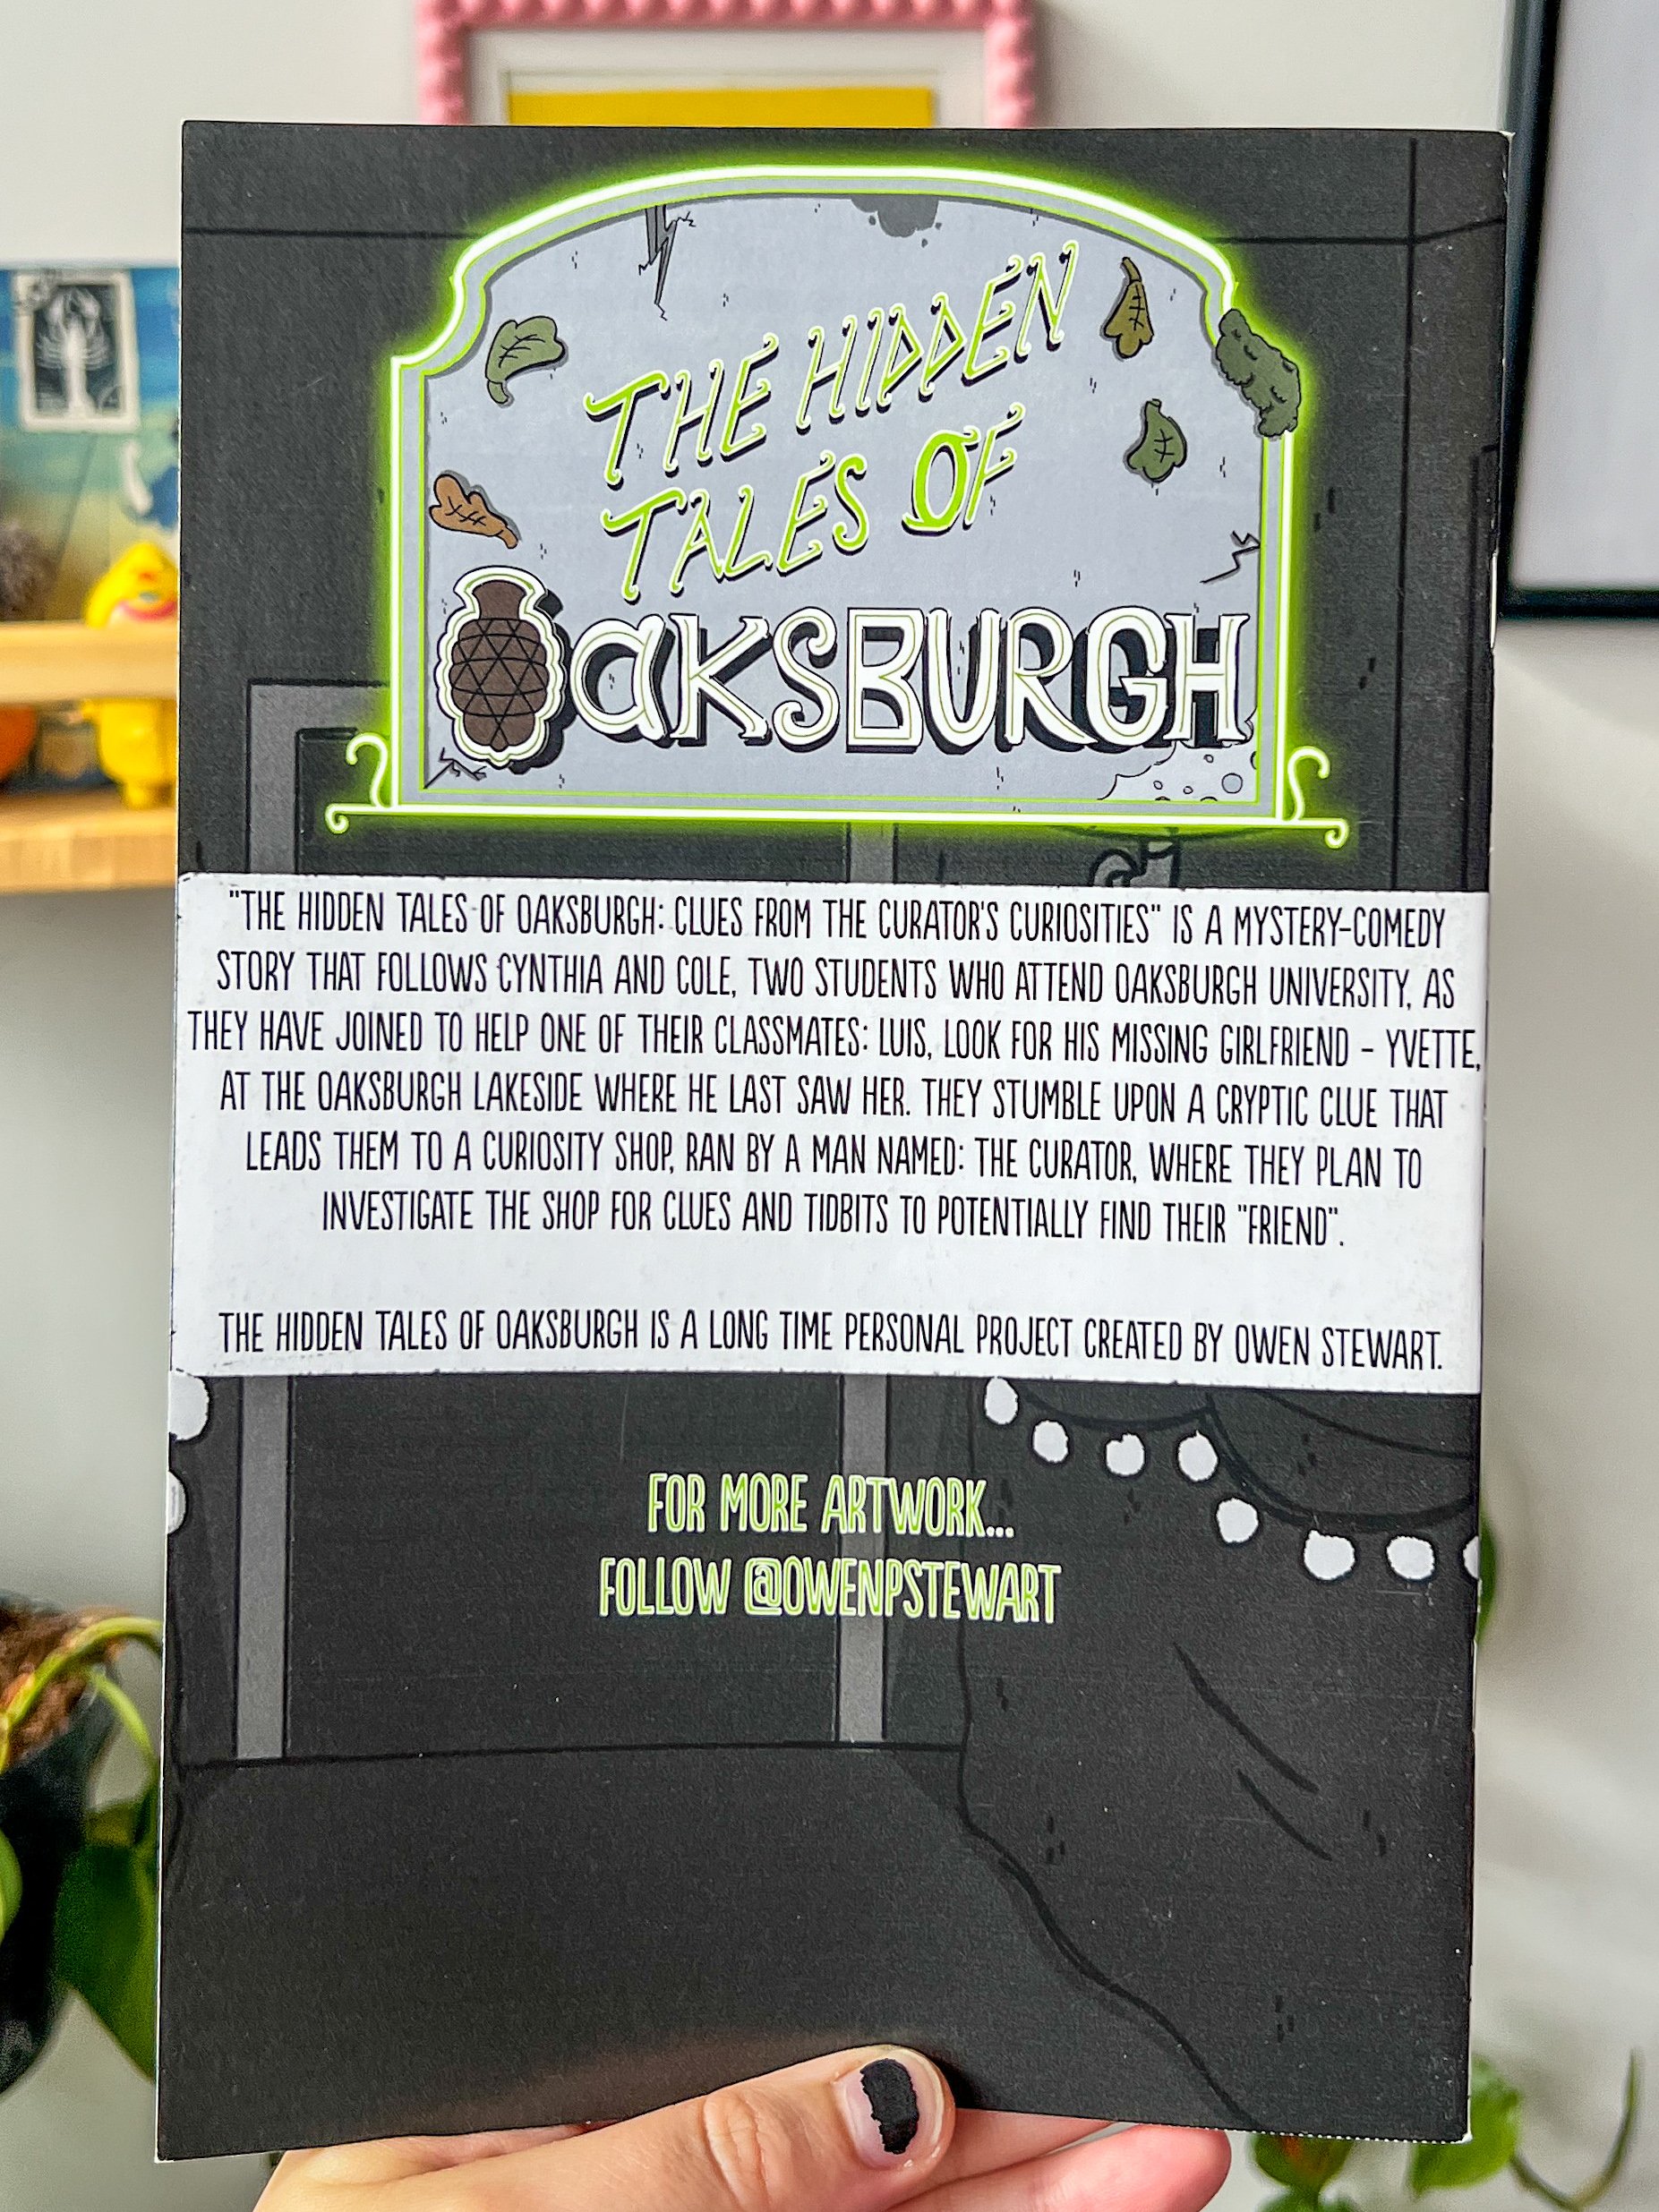 THE HIDDEN
TALES OF
OAKSBURGH
"THE HIDDEN TALES OF OAKSBURGH: CLUES FROM THE CURATOR'S CURIOSITIES" IS A MYSTERY-COMEDY
STORY THAT FOLLOWS CYNTHIA AND COLE, TWO STUDENTS WHO ATTEND OAKSBURGH UNIVERSITY, AS
THEY HAVE JOINED TO HELP ONE OF THEIR CLASSMATES: LUIS, LOOK FOR HIS MISSING GIRLFRIEND - YVETTE,
AT THE OAKSBURGH LAKESIDE WHERE HE LAST SAW HER. THEY STUMBLE UPON A CRYPTIC CLUE THAT
LEADS THEM TO A CURIOSITY SHOP, RAN BY A MAN NAMED: THE CURATOR, WHERE THEY PLAN TO
INVESTIGATE THE SHOP FOR CLUES AND TIDBITS TO POTENTIALLY FIND THEIR "FRIEND".
THE HIDDEN TALES OF OAKSBURGH IS A LONG TIME PERSONAL PROJECT CREATED BY OWEN STEWART.
FOR MORE ARTWORK...
FOLLOW @OWENPSTEWART